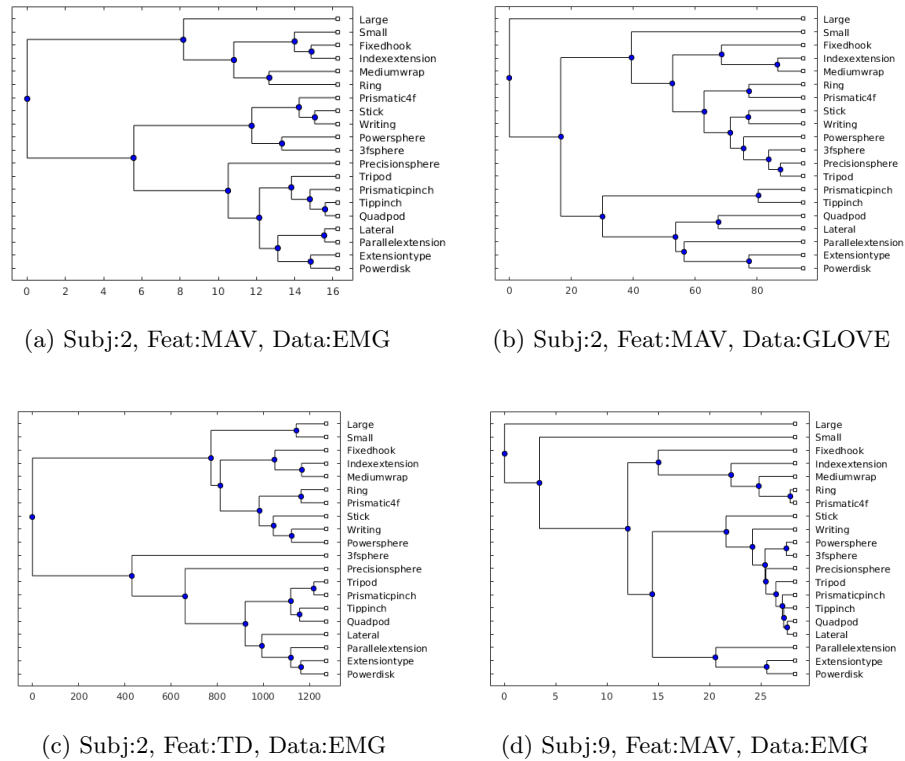 Large
Small
Fixedhook
Indexextension
Mediumwrap
Ring
Prismatic4f
Stick
Writing
Powersphere
3fsphere
Precisionsphere
Tripod
Prismaticpinch
Tippinch
Quadpod
Lateral
Parallelextension
Extensiontype
Powerdisk
0 2 4 6 8 10 12 14 16
(a) Subj:2, Feat:MAV, Data:EMG
Large
Small
Fixedhook
Indexextension
Mediumwrap
Ring
Prismatic4f
Stick
Writing
Powersphere
3fsphere
Precisionsphere
Tripod
Prismaticpinch
Tippinch
Quadpod
Lateral
Parallelextension
Extensiontype
Powerdisk
0 20 40 60 80
(b) Subj:2, Feat:MAV, Data:GLOVE
Large
Small
Fixedhook
Indexextension
Mediumwrap
Ring
Prismatic4f
Stick
Writing
Powersphere
3fsphere
Precisionsphere
Tripod
Prismaticpinch
Tippinch
Quadpod
Lateral
Parallelextension
Extensiontype
Powerdisk
0 200 400 600 800 1000 1200
(c) Subj:2, Feat:TD, Data:EMG
Large
Small
Fixedhook
Indexextension
Mediumwrap
Ring
Prismatic4f
Stick
Writing
Powersphere
3fsphere
Precisionsphere
Tripod
Prismaticpinch
Tippinch
Quadpod
Lateral
Parallelextension
Extensiontype
Powerdisk
0 5 10 15 20 25
(d) Subj:9, Feat:MAV, Data:EMG